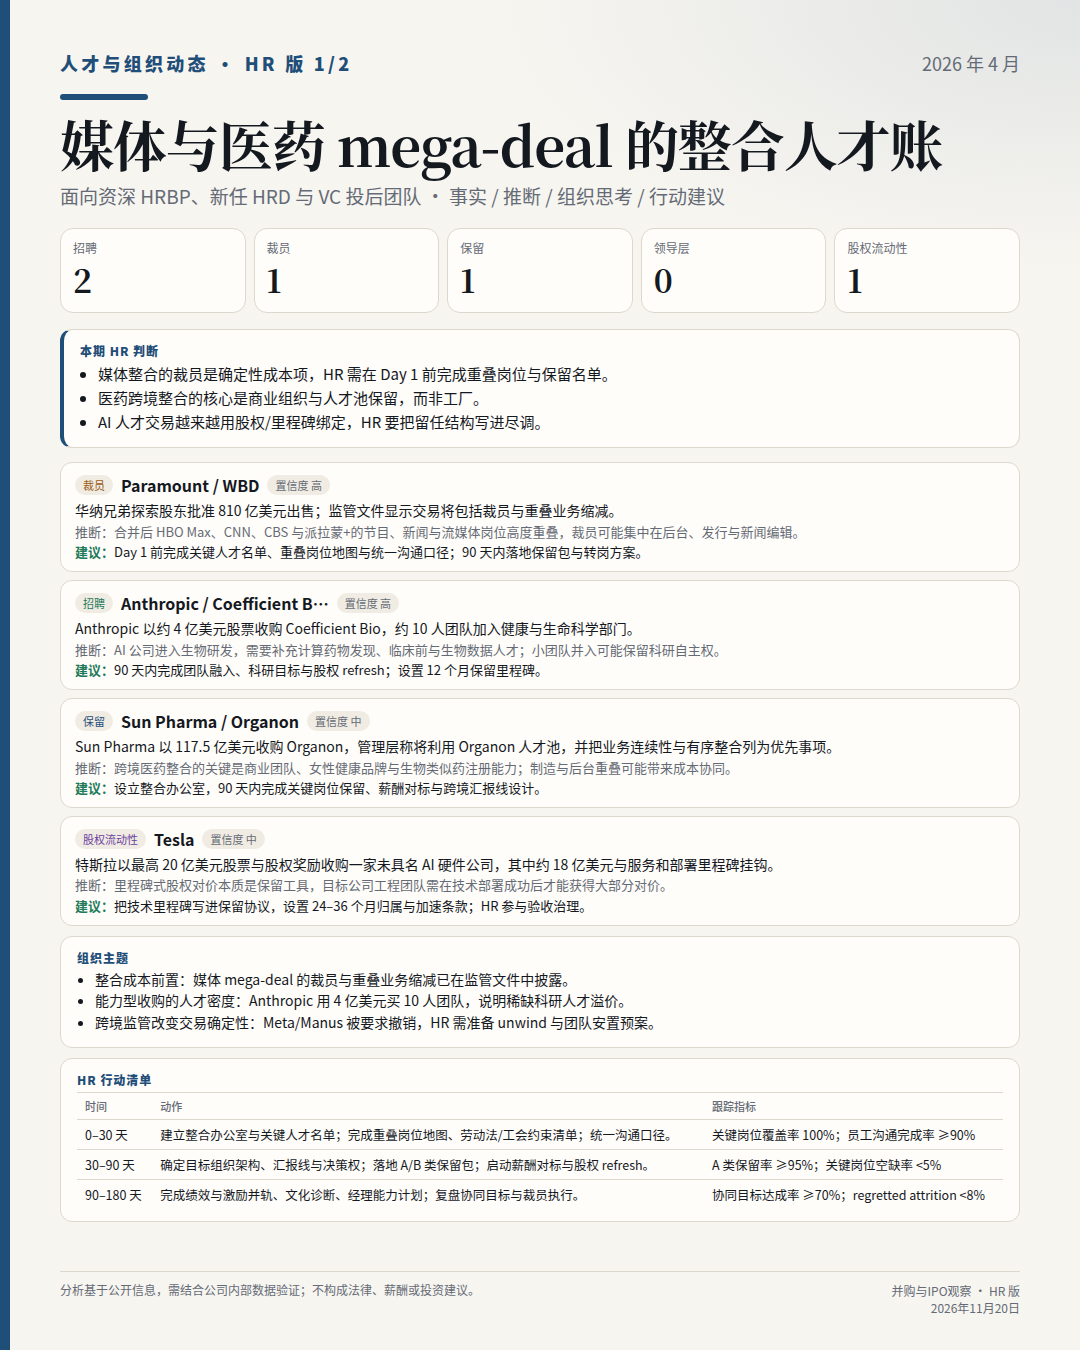 人才与组织动态 · HR 版 1/2
2026 年 4 月
媒体与医药 mega-deal 的整合人才账
面向资深 HRBP、新任 HRD 与 VC 投后团队 · 事实 / 推断 / 组织思考 / 行动建议
招聘
2
裁员
1
保留
1
领导层
0
股权流动性
1
本期 HR 判断
• 媒体整合的裁员是确定性成本项，HR 需在 Day 1 前完成重叠岗位与保留名单。
• 医药跨境整合的核心是商业组织与人才池保留，而非工厂。
• AI 人才交易越来越用股权/里程碑绑定，HR 要把留任结构写进尽调。
裁员 Paramount / WBD 置信度 高
华纳兄弟探索股东批准 810 亿美元出售；监管文件显示交易将包括裁员与重叠业务缩减。
推断：合并后 HBO Max、CNN、CBS 与派拉蒙+的节目、新闻与流媒体岗位高度重叠，裁员可能集中在后台、发行与新闻编辑。
建议：Day 1 前完成关键人才名单、重叠岗位地图与统一沟通口径；90 天内落地保留包与转岗方案。
招聘 Anthropic / Coefficient B··· 置信度 高
Anthropic 以约 4 亿美元股票收购 Coefficient Bio，约 10 人团队加入健康与生命科学部门。
推断：AI 公司进入生物研发，需要补充计算药物发现、临床前与生物数据人才；小团队并入可能保留科研自主权。
建议：90 天内完成团队融入、科研目标与股权 refresh；设置 12 个月保留里程碑。
保留 Sun Pharma / Organon 置信度 中
Sun Pharma 以 117.5 亿美元收购 Organon，管理层称将利用 Organon 人才池，并把业务连续性与有序整合列为优先事项。
推断：跨境医药整合的关键是商业团队、女性健康品牌与生物类似药注册能力；制造与后台重叠可能带来成本协同。
建议：设立整合办公室，90 天内完成关键岗位保留、薪酬对标与跨境汇报线设计。
股权流动性 Tesla 置信度 中
特斯拉以最高 20 亿美元股票与股权奖励收购一家未具名 AI 硬件公司，其中约 18 亿美元与服务和部署里程碑挂钩。
推断：里程碑式股权对价本质是保留工具，目标公司工程团队需在技术部署成功后才能获得大部分对价。
建议：把技术里程碑写进保留协议，设置 24–36 个月归属与加速条款；HR 参与验收治理。
组织主题
• 整合成本前置：媒体 mega-deal 的裁员与重叠业务缩减已在监管文件中披露。
• 能力型收购的人才密度：Anthropic 用 4 亿美元买 10 人团队，说明稀缺科研人才溢价。
• 跨境监管改变交易确定性：Meta/Manus 被要求撤销，HR 需准备 unwind 与团队安置预案。
HR 行动清单
时间 动作 跟踪指标
0–30 天 建立整合办公室与关键人才名单；完成重叠岗位地图、劳动法/工会约束清单；统一沟通口径。 关键岗位覆盖率 100%；员工沟通完成率 ≥90%
30–90 天 确定目标组织架构、汇报线与决策权；落地 A/B 类保留包；启动薪酬对标与股权 refresh。 A 类保留率 ≥95%；关键岗位空缺率 <5%
90–180 天 完成绩效与激励并轨、文化诊断、经理能力计划；复盘协同目标与裁员执行。 协同目标达成率 ≥70%；regretted attrition <8%
分析基于公开信息，需结合公司内部数据验证；不构成法律、薪酬或投资建议。
并购与IPO观察 · HR 版
2026年11月20日